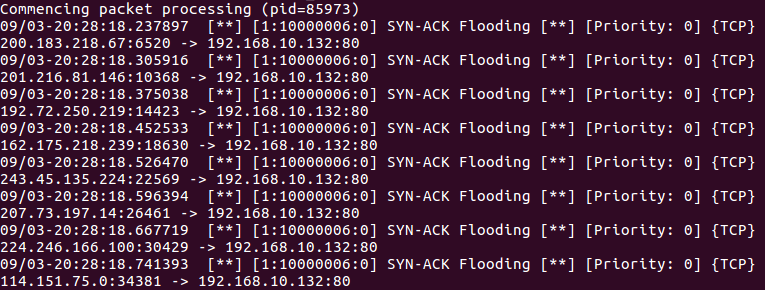 Commencing packet processing (pid=85973)
09/03-20:28:18.237897  [**] [1:10000006:0] SYN-ACK Flooding [**] [Priority: 0] {TCP}
200.183.218.67:6520 -> 192.168.10.132:80
09/03-20:28:18.305916  [**] [1:10000006:0] SYN-ACK Flooding [**] [Priority: 0] {TCP}
201.216.81.146:10368 -> 192.168.10.132:80
09/03-20:28:18.375038  [**] [1:10000006:0] SYN-ACK Flooding [**] [Priority: 0] {TCP}
192.72.250.219:14423 -> 192.168.10.132:80
09/03-20:28:18.452533  [**] [1:10000006:0] SYN-ACK Flooding [**] [Priority: 0] {TCP}
162.175.218.239:18630 -> 192.168.10.132:80
09/03-20:28:18.526470  [**] [1:10000006:0] SYN-ACK Flooding [**] [Priority: 0] {TCP}
243.45.135.224:22569 -> 192.168.10.132:80
09/03-20:28:18.596394  [**] [1:10000006:0] SYN-ACK Flooding [**] [Priority: 0] {TCP}
207.73.197.14:26461 -> 192.168.10.132:80
09/03-20:28:18.667719  [**] [1:10000006:0] SYN-ACK Flooding [**] [Priority: 0] {TCP}
224.246.166.100:30429 -> 192.168.10.132:80
09/03-20:28:18.741393  [**] [1:10000006:0] SYN-ACK Flooding [**] [Priority: 0] {TCP}
114.151.75.0:34381 -> 192.168.10.132:80